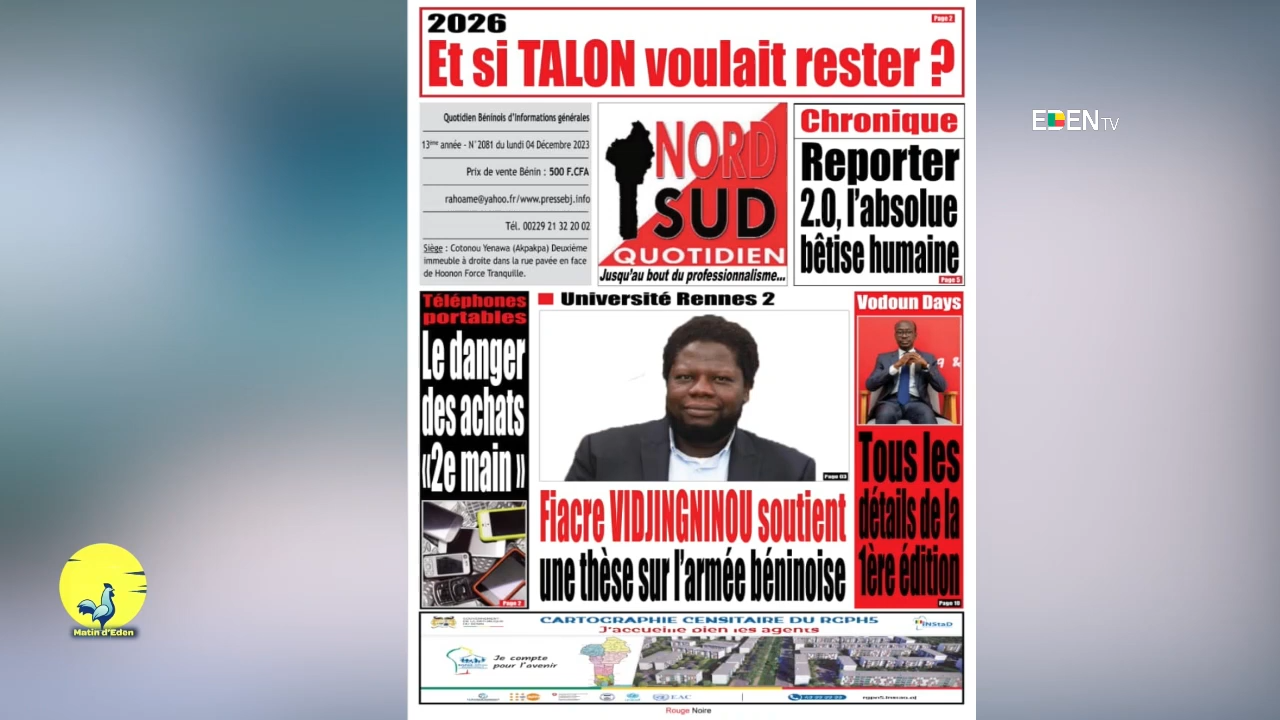 2026
Page 2
Et si TALON voulait rester ?
Quotidien Béninois d'Informations générales
13ème année - N°2081 du lundi 04 Décembre 2023
Prix de vente Bénin : 500 F.CFA
rahoame@yahoo.fr/www.pressebj.info
Tél. 00229 21 32 20 02
Siège : Cotonou Yenawa (Akpakpa) Deuxième
immeuble à droite dans la rue pavée en face
de Hoonon Force Tranquille.
NORD
SUD
QUOTIDIEN
Jusqu'au bout du professionnalisme...
Chronique
Reporter
2.0, l'absolue
bêtise humaine
Page 5
EDEN TV
Téléphones
portables
Le danger
des achats
«2e main »
Page 2
Université Rennes 2
Page 03
Fiacre VIDJINGNINOU soutient
une thèse sur l'armée béninoise
Vodoun Days
Tous les
détails de la
1ère édition
Page 10
CARTOGRAPHIE CENSITAIRE DU RGPH5
J'accueille bien les agents
INStaD
Je compte
pour l'avenir
EAC
Rouge Noire
Matin d'Eden